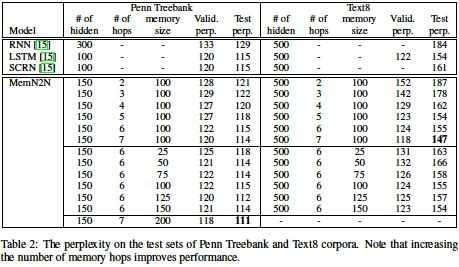 Penn Treebank Text8
# of # of memory Valid. Test # of # of memory Valid. Test
Model hidden hops size perp. perp. hidden hops size perp. perp.
RNN [15] 300 - - 133 129 500 - - - 184
LSTM [15] 100 - - 120 115 500 - - 122 154
SCRN [15] 100 - - 120 115 500 - - - 161
MemN2N 150 2 100 128 121 500 2 100 152 187
150 3 100 129 122 500 3 100 142 178
150 4 100 127 120 500 4 100 129 162
150 5 100 127 118 500 5 100 123 154
150 6 100 122 115 500 6 100 124 155
150 7 100 120 114 500 7 100 118 147
150 6 25 125 118 500 6 25 131 163
150 6 50 121 114 500 6 50 132 166
150 6 75 122 114 500 6 75 126 158
150 6 100 122 115 500 6 100 124 155
150 6 125 120 112 500 6 125 125 157
150 6 150 121 114 500 6 150 123 154
150 7 200 118 111 - - - - -
Table 2: The perplexity on the test sets of Penn Treebank and Text8 corpora. Note that increasing
the number of memory hops improves performance.